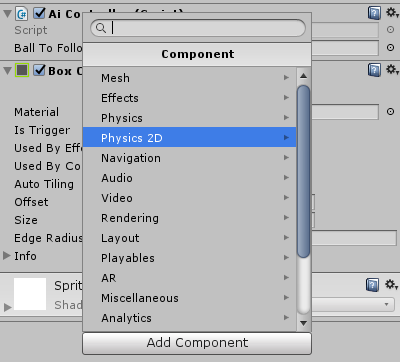 Ai Contr
(Script)
Script
Ball To Follo
Component
Mesh
Effects
Physics
Physics 2D
Navigation
Audio
Video
Rendering
Layout
Playables
AR
Miscellaneous
Analytics
Add Component
Box C
Material
Is Trigger
Used By Effe
Used By Co
Auto Tiling
Offset
Size
Edge Radius
Info
Sprit
Shad